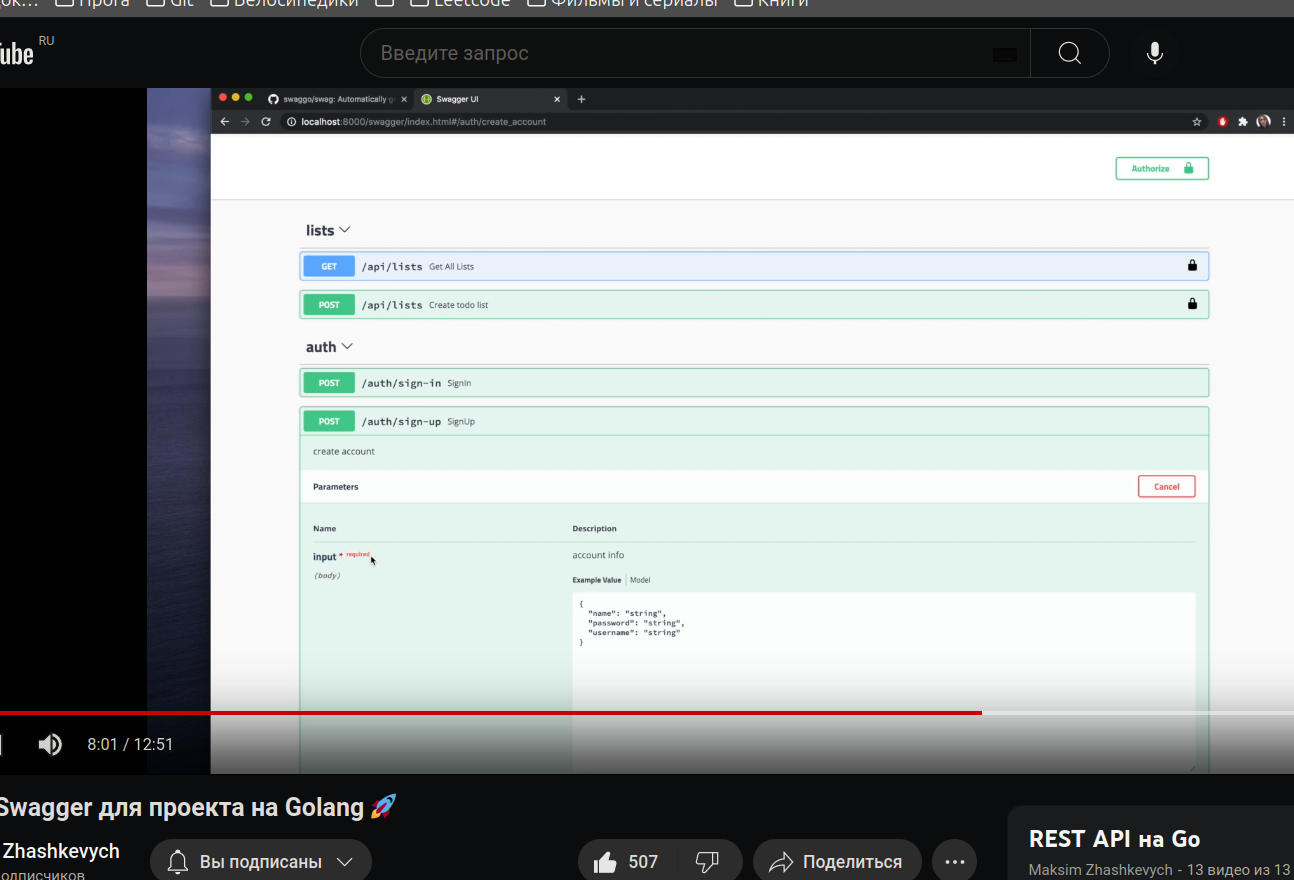 Прога Git Велосипедики Leetcode Фильмы и сериалы Книги
ube RU
Введите запрос
swaggo/swag: Automatically g Swagger UI
localhost:8000/swagger/index.html#/auth/create_account
Authorize
lists
GET /api/lists Get All Lists
POST /api/lists Create todo list
auth
POST /auth/sign-in SignIn
POST /auth/sign-up SignUp
create account
Parameters
Cancel
Name Description
input * required
account info
(body)
Example Value Model
{
"name": "string",
"password": "string",
"username": "string"
}
8:01 / 12:51
Swagger для проекта на Golang 🚀
Zhashkevych
одписчиков
Вы подписаны
507
Поделиться
REST API на Go
Maksim Zhashkevych - 13 видео из 13